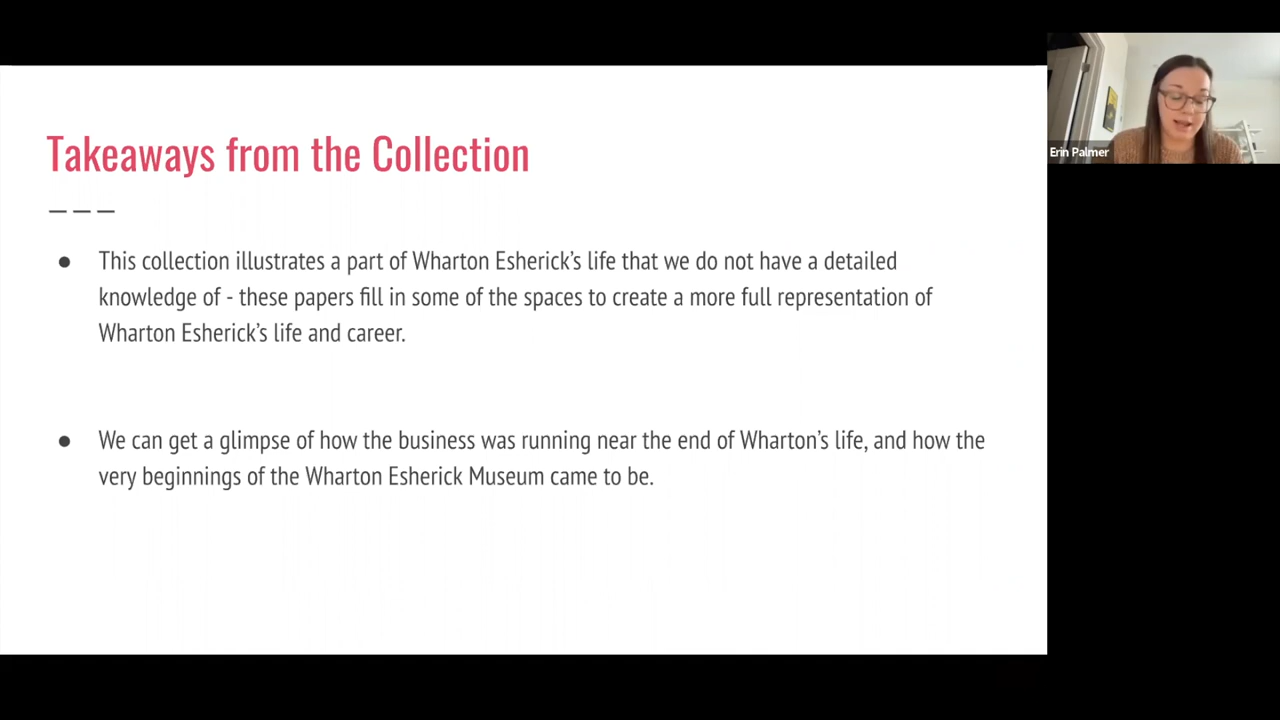 Takeaways from the Collection
● This collection illustrates a part of Wharton Esherick’s life that we do not have a detailed
knowledge of - these papers fill in some of the spaces to create a more full representation of
Wharton Esherick’s life and career.
● We can get a glimpse of how the business was running near the end of Wharton’s life, and how the
very beginnings of the Wharton Esherick Museum came to be.
Erin Palmer